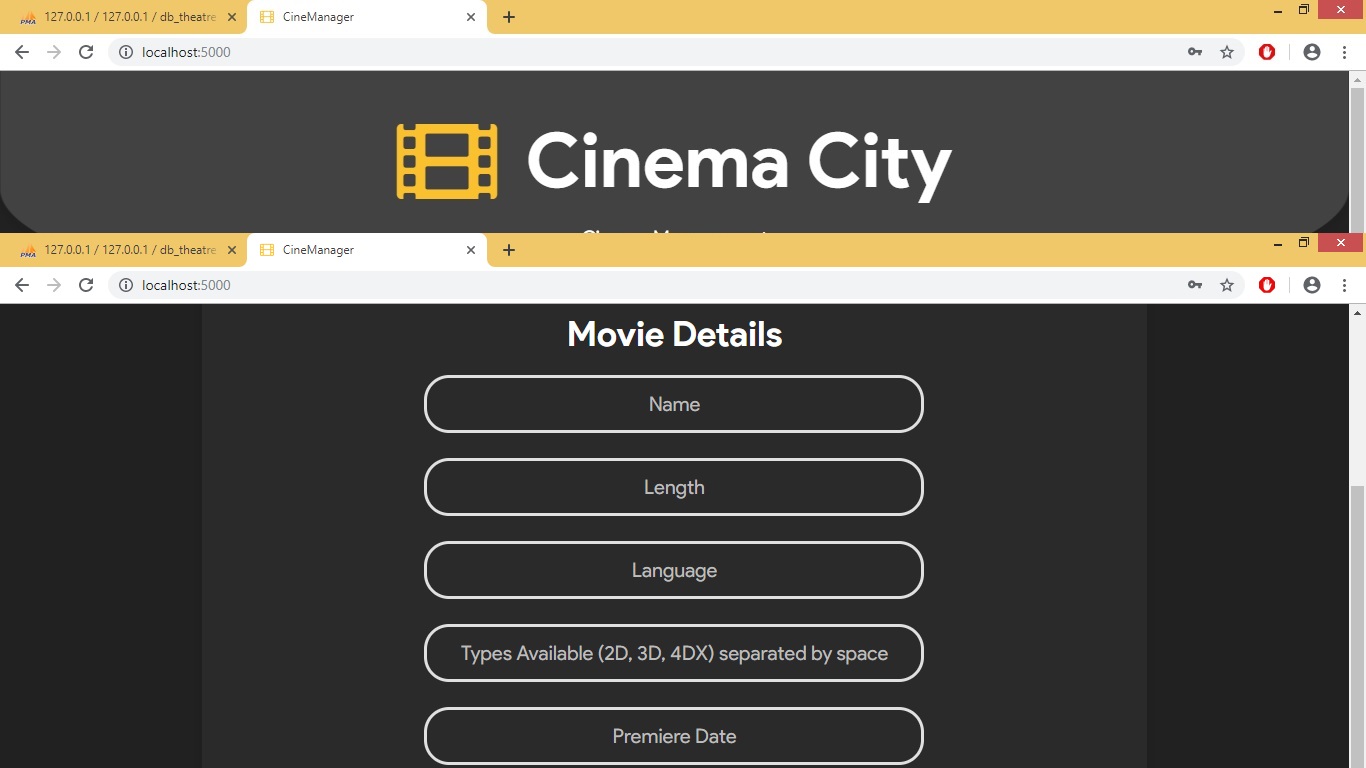 127.0.0.1 / 127.0.0.1 / db_theatre
CineManager
localhost:5000
Cinema City
PMA
127.0.0.1 / 127.0.0.1 / db_theatre
CineManager
localhost:5000
Movie Details
Name
Length
Language
Types Available (2D, 3D, 4DX) separated by space
Premiere Date